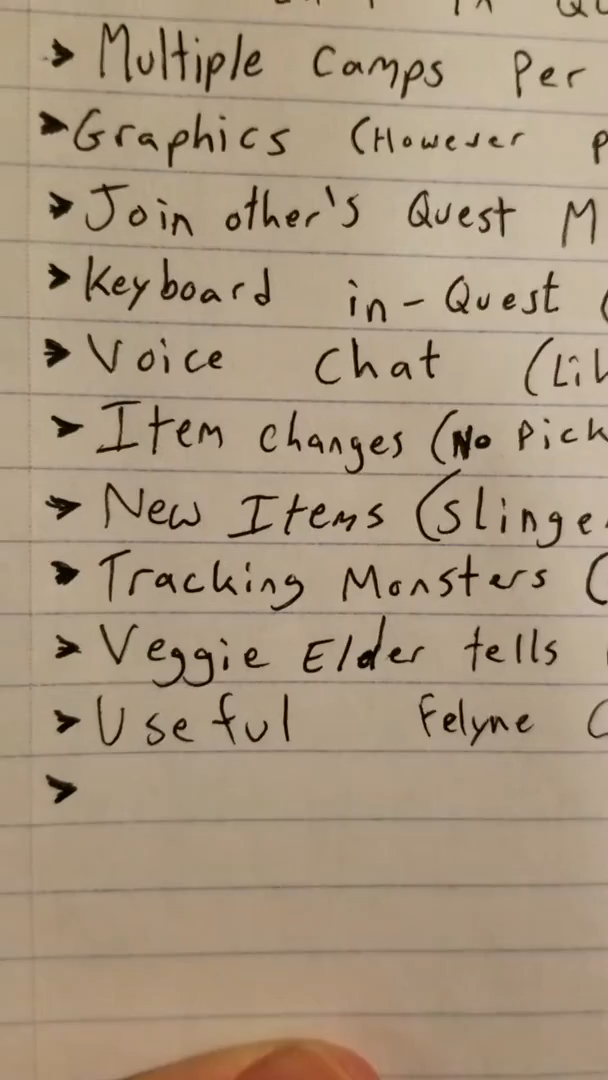 > Multiple Camps Per
> Graphics (However P
> Join other's Quest M
> Keyboard in-Quest (
> Voice Chat (Lik
> Item changes (No Pick
> New Items (Slinge
> Tracking Monsters (
> Veggie Elder tells
> Useful Felyne C
>